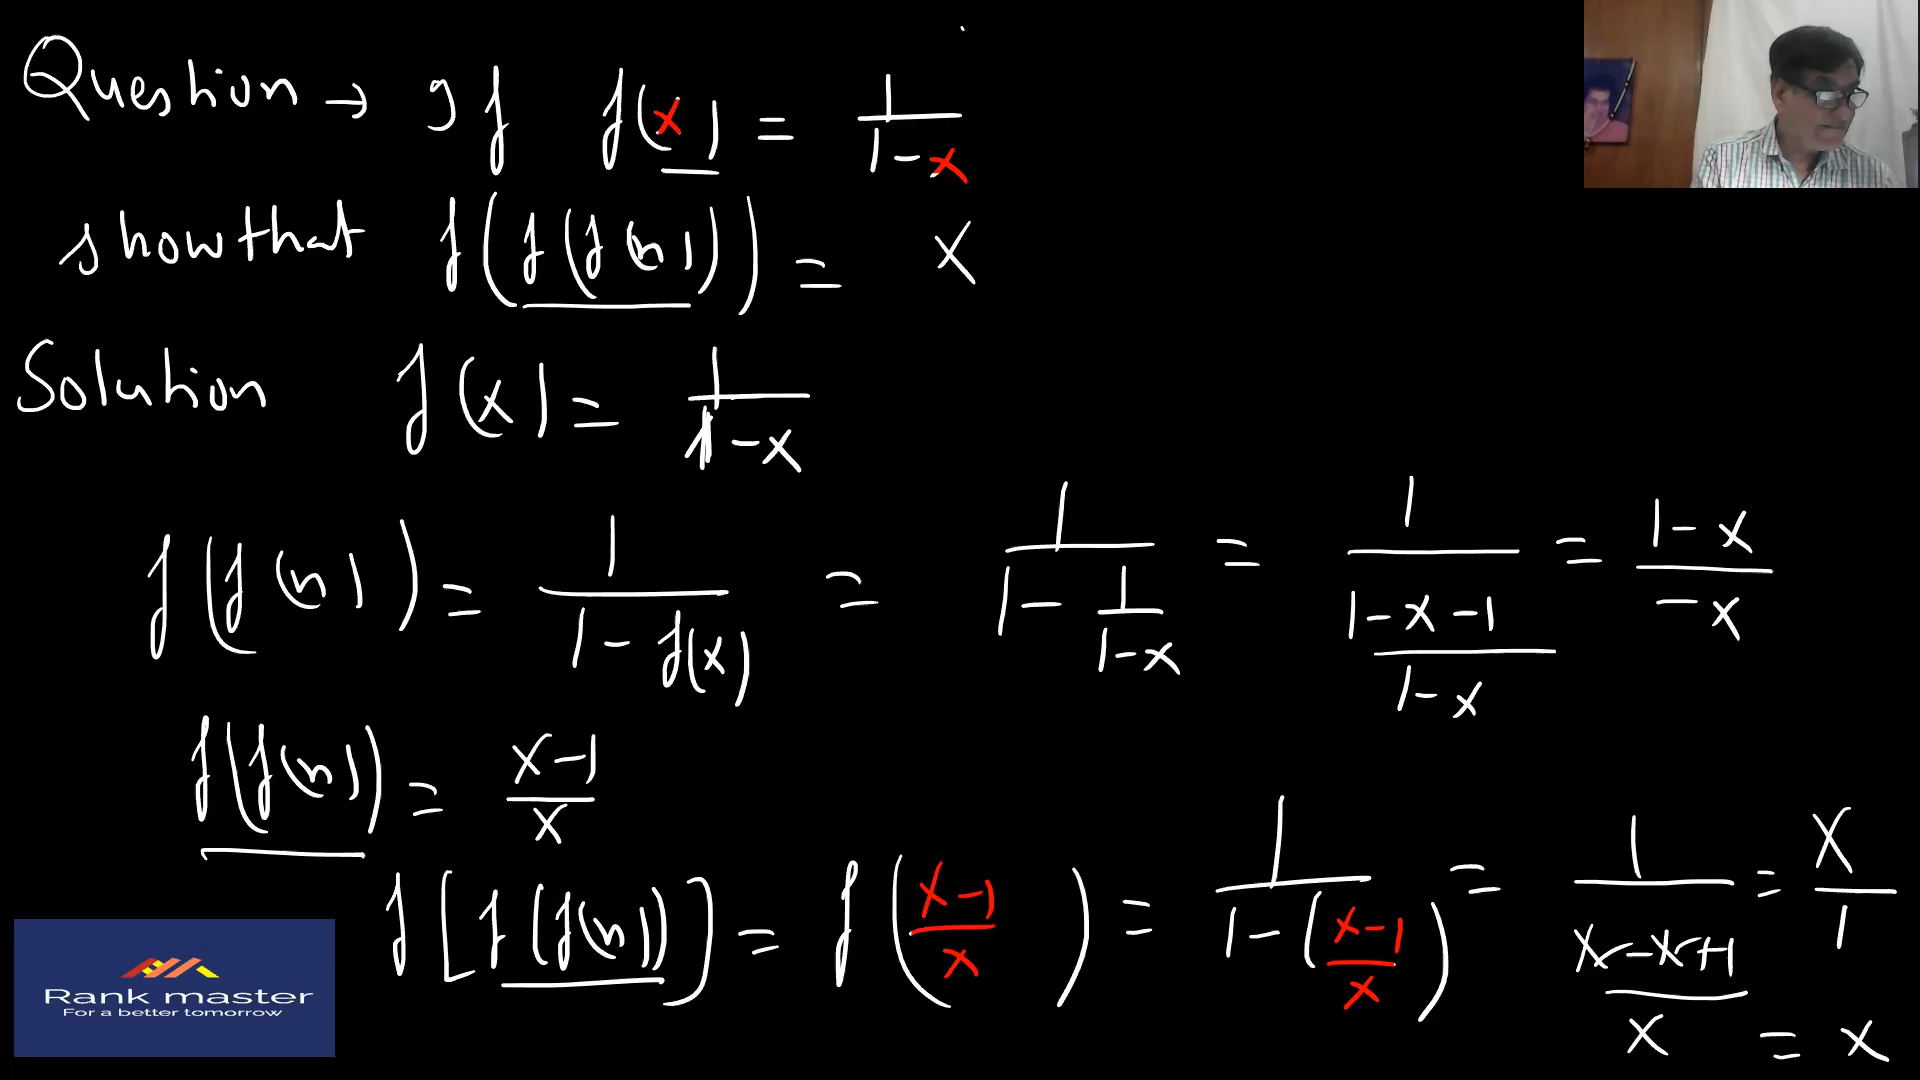 Question → If f(x) = 1/(1-x)
show that f(f(f(x))) = x
Solution f(x) = 1/(1-x)
f(f(x)) = 1/(1-f(x)) = 1/(1-1/(1-x)) = 1/((1-x-1)/(1-x)) = (1-x)/(-x)
f(f(x)) = (x-1)/x
f[f(f(x))] = f((x-1)/x) = 1/(1-((x-1)/x)) = 1/((x-x+1)/x) = x/1
= x
Rank master
For a better tomorrow